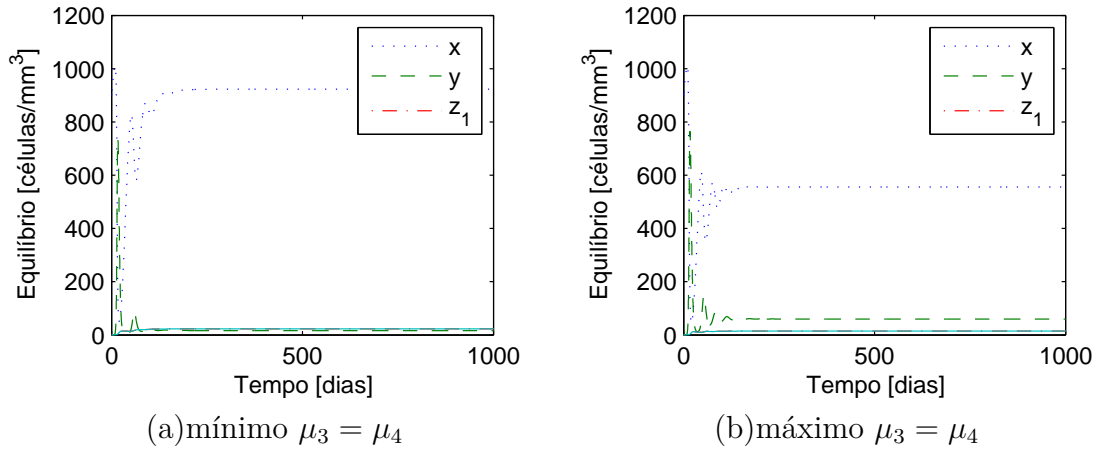 1200
1000
800
600
400
200
0
0 500 1000
Equilíbrio [células/mm³]
Tempo [dias]
x
y
z₁
(a)mínimo μ₃ = μ₄
1200
1000
800
600
400
200
0
0 500 1000
Equilíbrio [células/mm³]
Tempo [dias]
x
y
z₁
(b)máximo μ₃ = μ₄